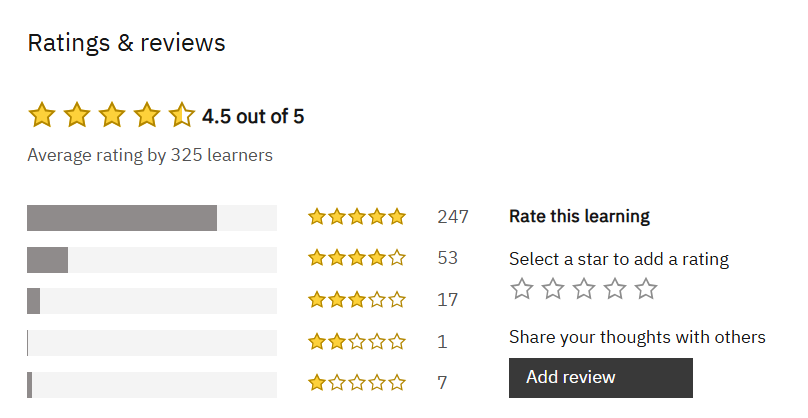 Ratings & reviews
4.5 out of 5
Average rating by 325 learners
247
53
17
1
7
Rate this learning
Select a star to add a rating
Share your thoughts with others
Add review